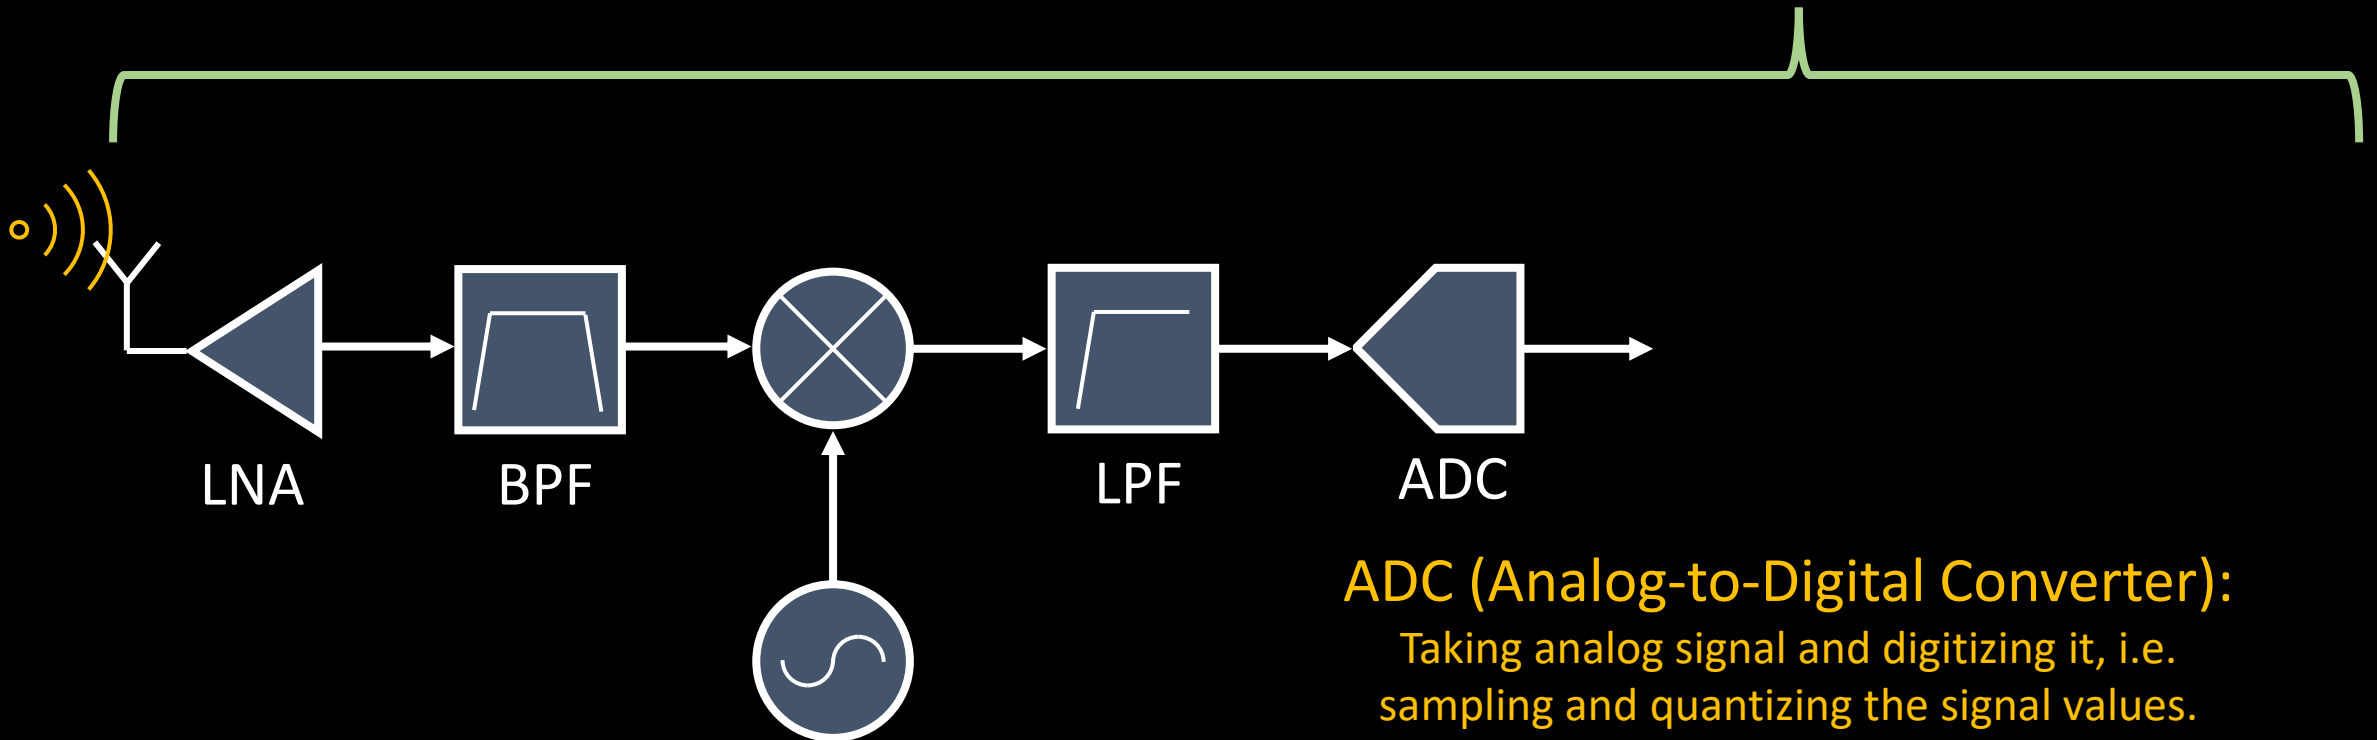 LNA
BPF
LPF
ADC
ADC (Analog-to-Digital Converter):
Taking analog signal and digitizing it, i.e.
sampling and quantizing the signal values.